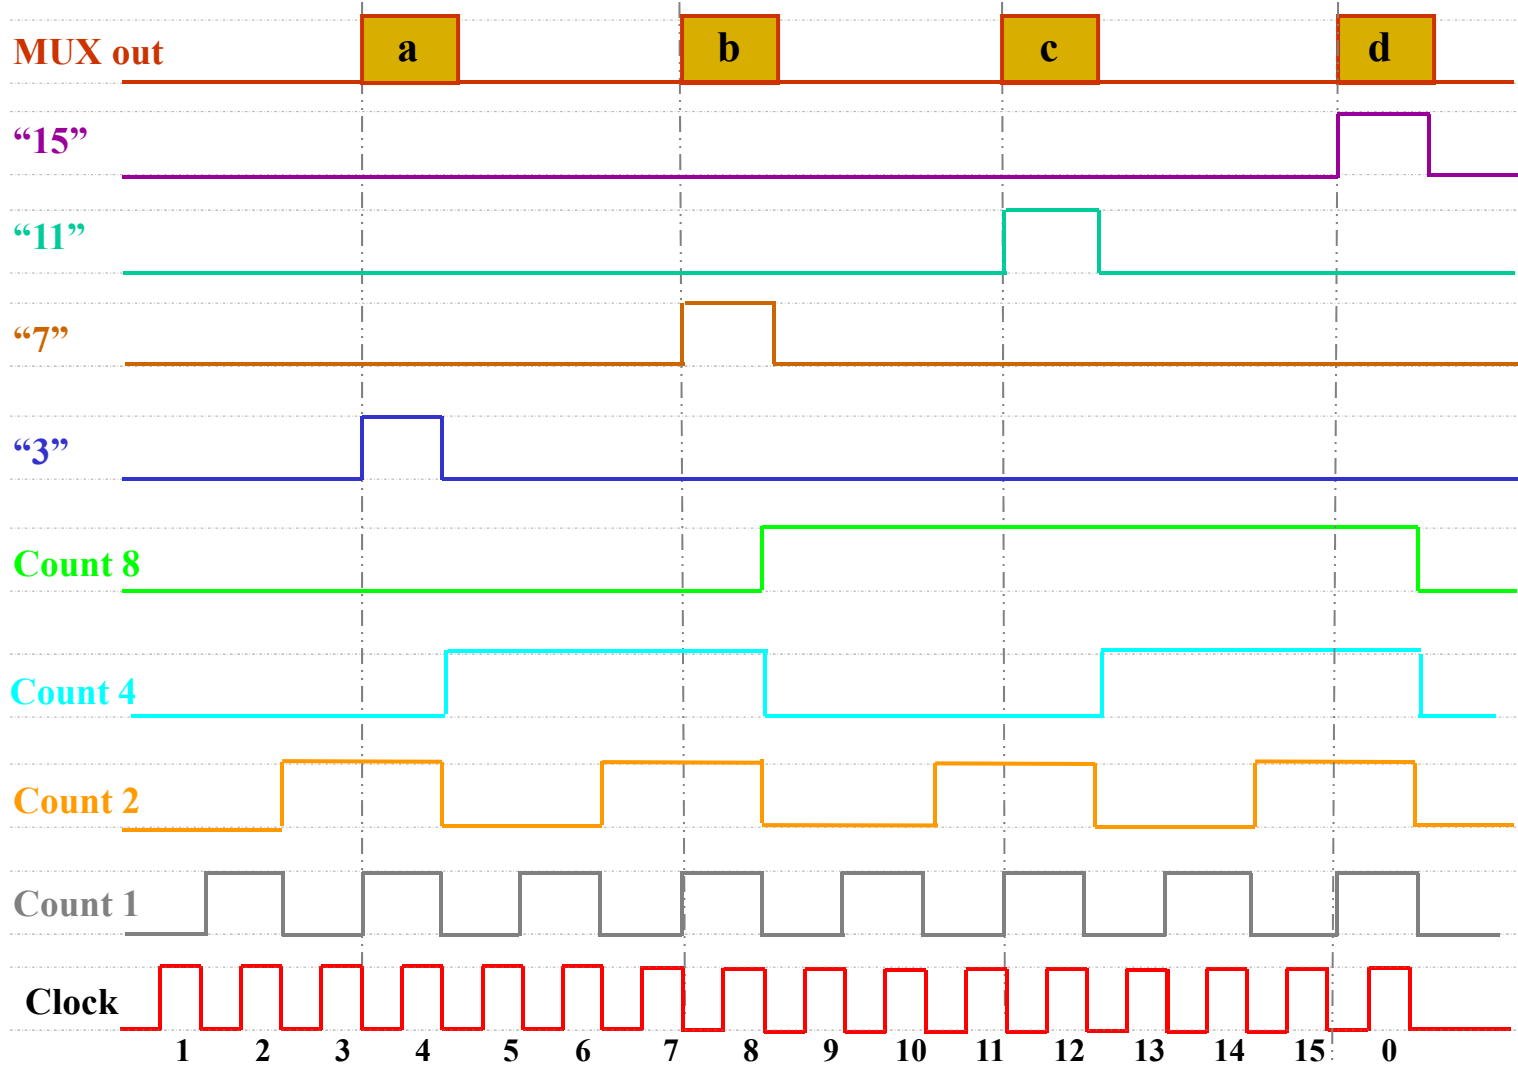 MUX out a b c d
“15”
“11”
“7”
“3”
Count 8
Count 4
Count 2
Count 1
Clock
1 2 3 4 5 6 7 8 9 10 11 12 13 14 15 0